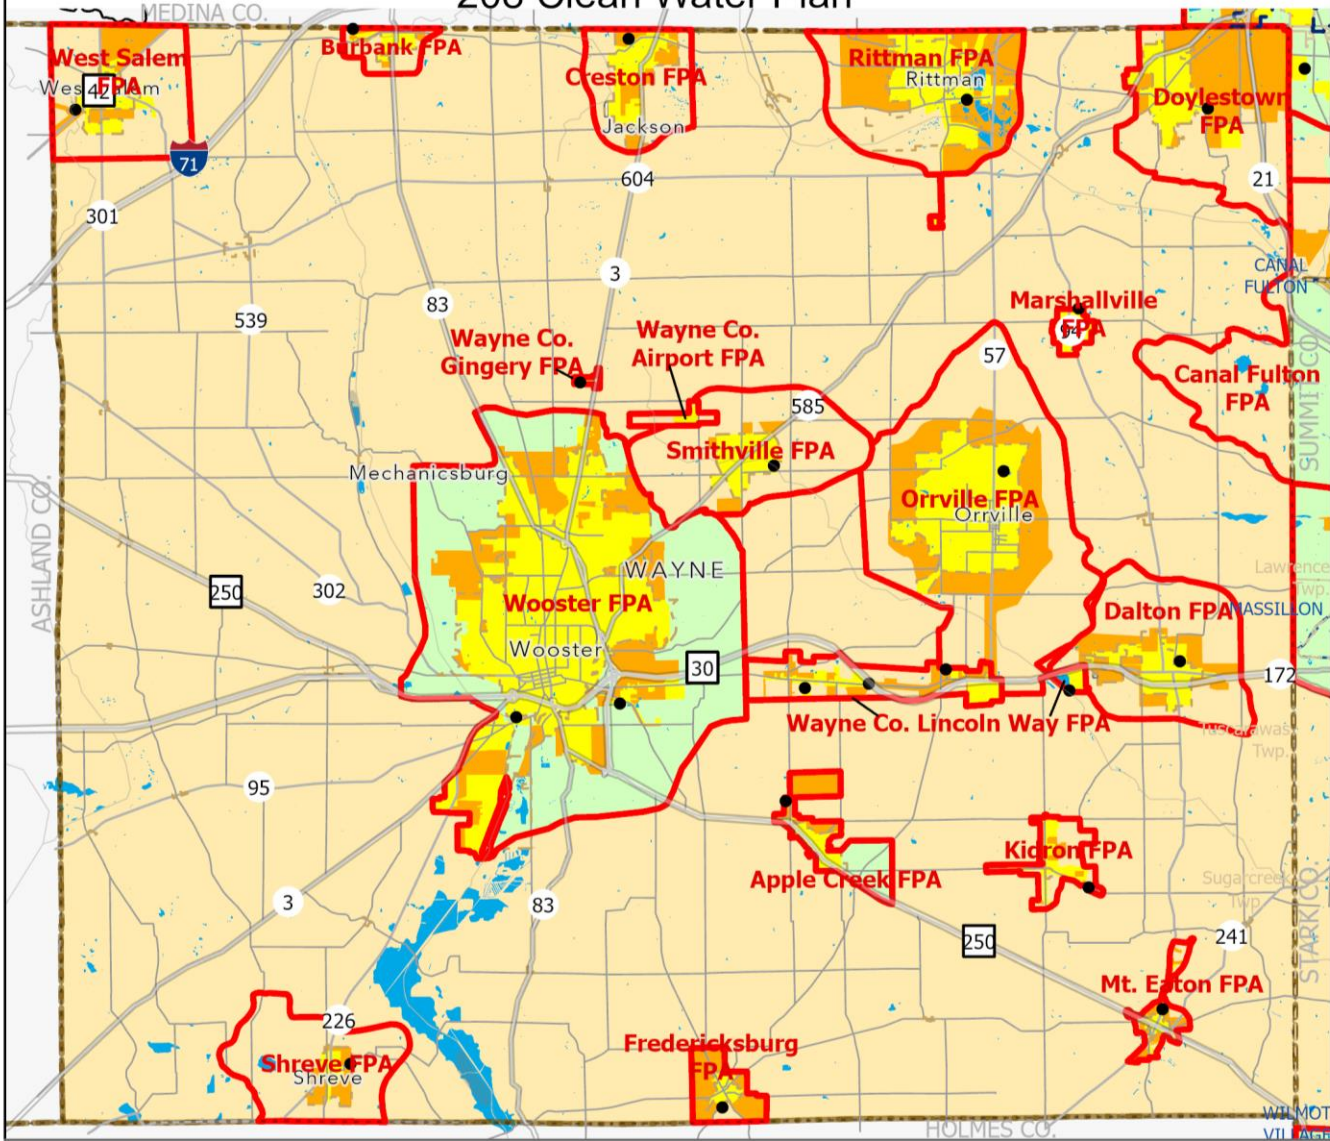 208 Clean Water Plan
MEDINA CO.
West Salem
FPA
42
Burbank FPA
Creston FPA
Jackson
Rittman FPA
Rittman
Doylestown
FPA
71
604
21
301
CANAL
FULTON
3
83
539
Marshallville
FPA
Wayne Co.
Gingery FPA
Wayne Co.
Airport FPA
57
Canal Fulton
FPA
SUMMIT CO.
585
Smithville FPA
Mechanicsburg
Orrville FPA
Orrville
ASHLAND CO.
WAYNE
Lawrence
Twp.
250
302
Wooster FPA
Dalton FPA
MASSILLON
Wooster
30
172
Wayne Co. Lincoln Way FPA
Tuscarawas
Twp.
95
Kidron FPA
Apple Creek FPA
Sugarcreek
Twp.
3
83
250
241
STARK CO.
Mt. Eaton FPA
226
Shreve FPA
Shreve
Fredericksburg
FPA
HOLMES CO.
WILMOT
VILLAGE